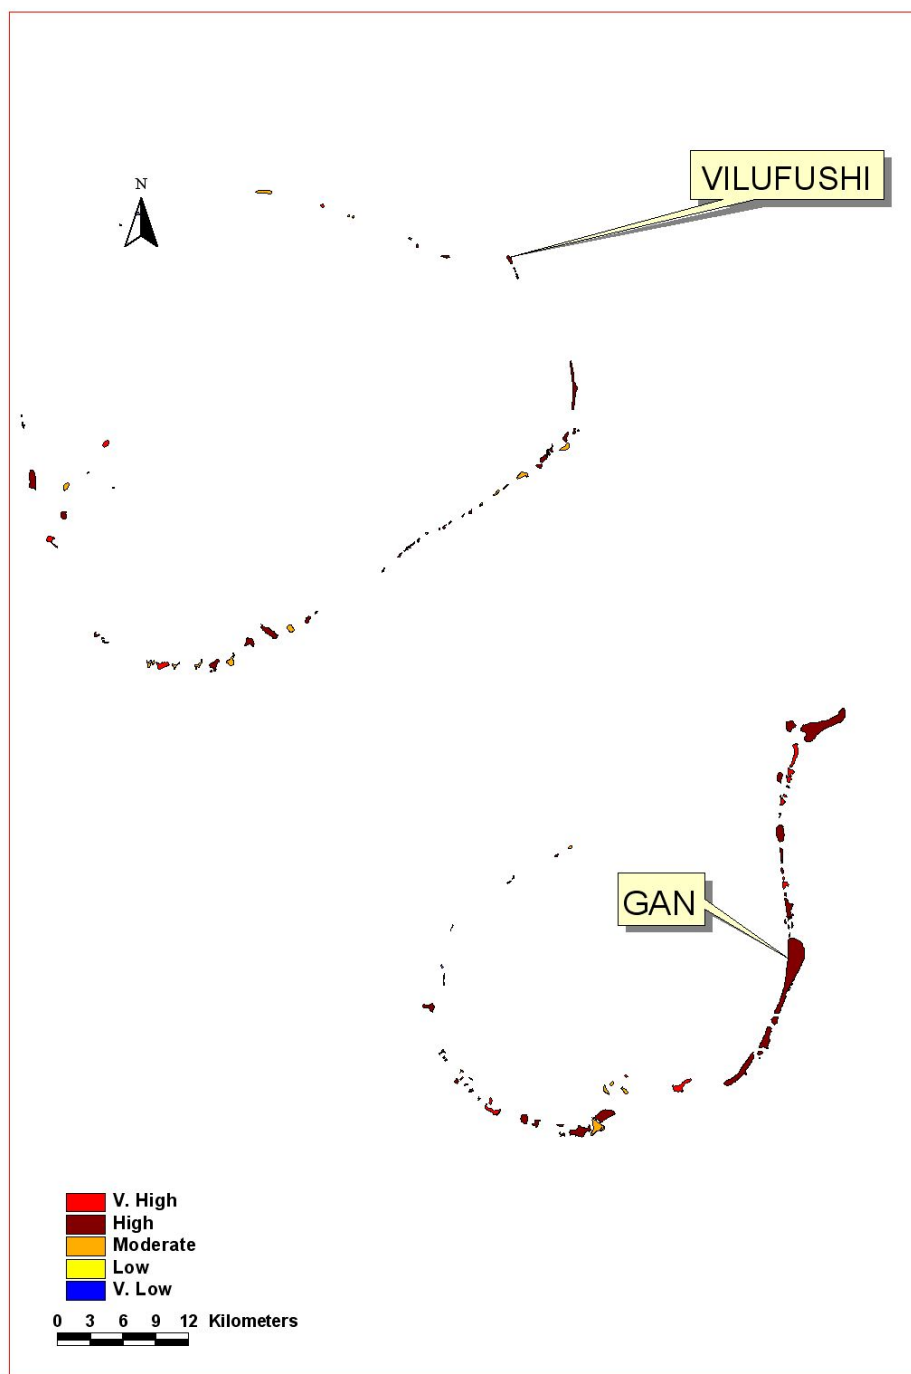 VILUFUSHI
N
GAN
V. High
High
Moderate
Low
V. Low
0 3 6 9 12 Kilometers